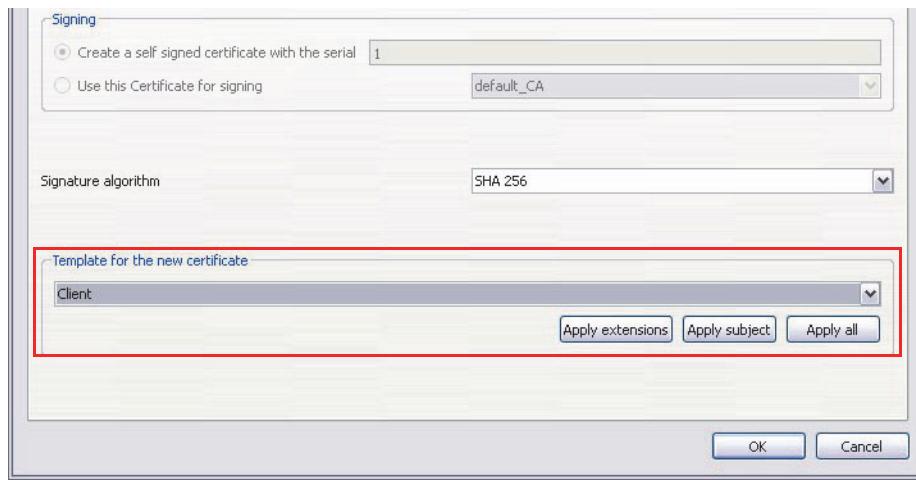 Signing
Create a self signed certificate with the serial 1
Use this Certificate for signing default_CA
Signature algorithm SHA 256
Template for the new certificate
Client
Apply extensions Apply subject Apply all
OK Cancel